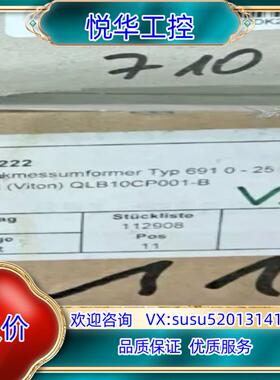 悦华工控
710
222
kmessumformer Typ 691 0 - 25
(Viton) QLB10CP001-B
Stückliste
112908
Pos
11
价
欢迎咨询 VX:susu52013141
品质保证 优质服务